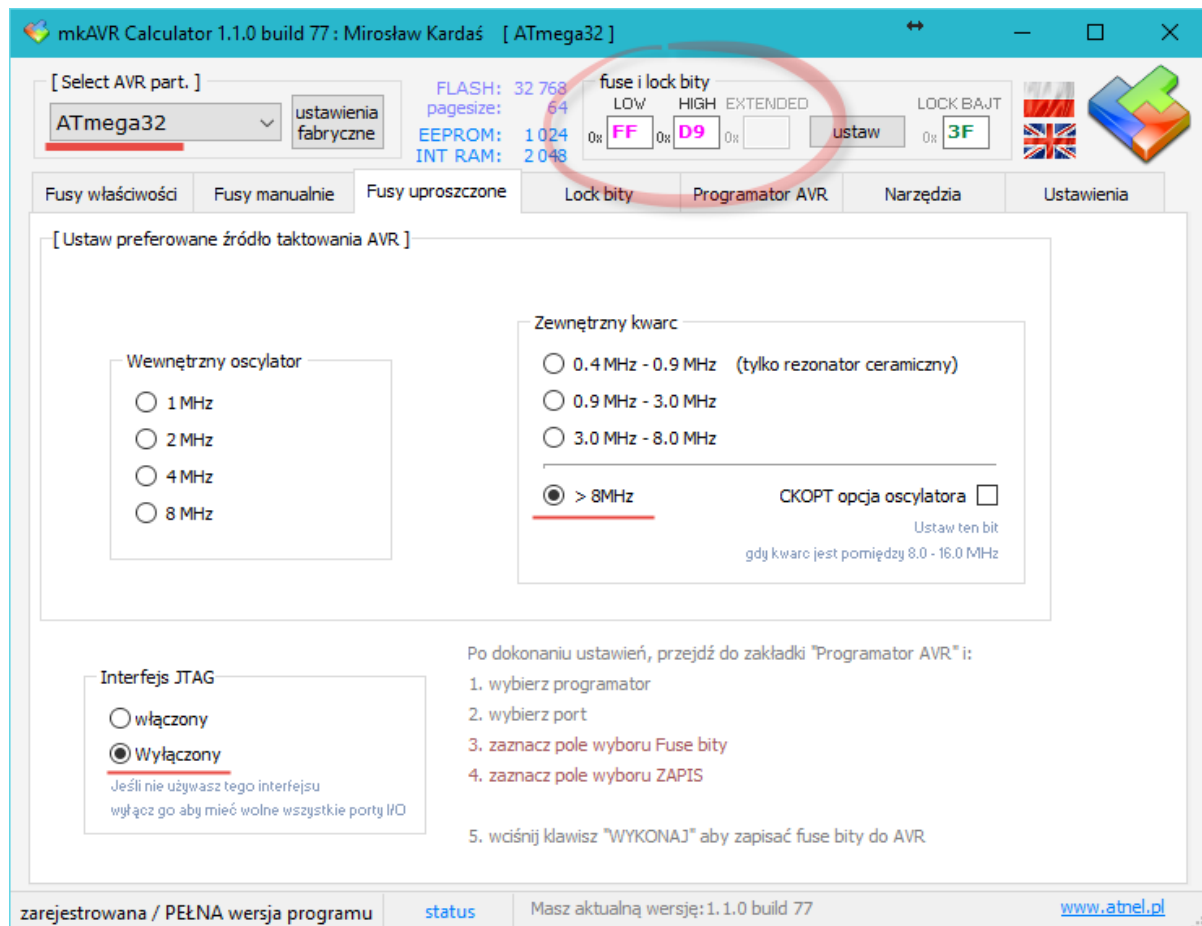 mkAVR Calculator 1.1.0 build 77 : Mirosław Kardaś [ ATmega32 ]
[ Select AVR part. ]
ATmega32
ustawienia
fabryczne
FLASH: 32 768
pagesize: 64
EEPROM: 1 024
INT RAM: 2 048
fuse i lock bity
LOW HIGH EXTENDED LOCK BAJT
0x FF 0x D9 0x ustaw 0x 3F
Fusy właściwości Fusy manualnie Fusy uproszczone Lock bity Programator AVR Narzędzia Ustawienia
[ Ustaw preferowane źródło taktowania AVR ]
Wewnętrzny oscylator
1 MHz
2 MHz
4 MHz
8 MHz
Zewnętrzny kwarc
0.4 MHz - 0.9 MHz (tylko rezonator ceramiczny)
0.9 MHz - 3.0 MHz
3.0 MHz - 8.0 MHz
> 8MHz CKOPT opcja oscylatora
Ustaw ten bit
gdy kwarc jest pomiędzy 8.0 - 16.0 MHz
Interfejs JTAG
włączony
Wyłączony
Jeśli nie używasz tego interfejsu
wyłącz go aby mieć wolne wszystkie porty I/O
Po dokonaniu ustawień, przejdź do zakładki "Programator AVR" i:
1. wybierz programator
2. wybierz port
3. zaznacz pole wyboru Fuse bity
4. zaznacz pole wyboru ZAPIS
5. wciśnij klawisz "WYKONAJ" aby zapisać fuse bity do AVR
zarejestrowana / PEŁNA wersja programu status Masz aktualną wersję:1.1.0 build 77 www.atnel.pl